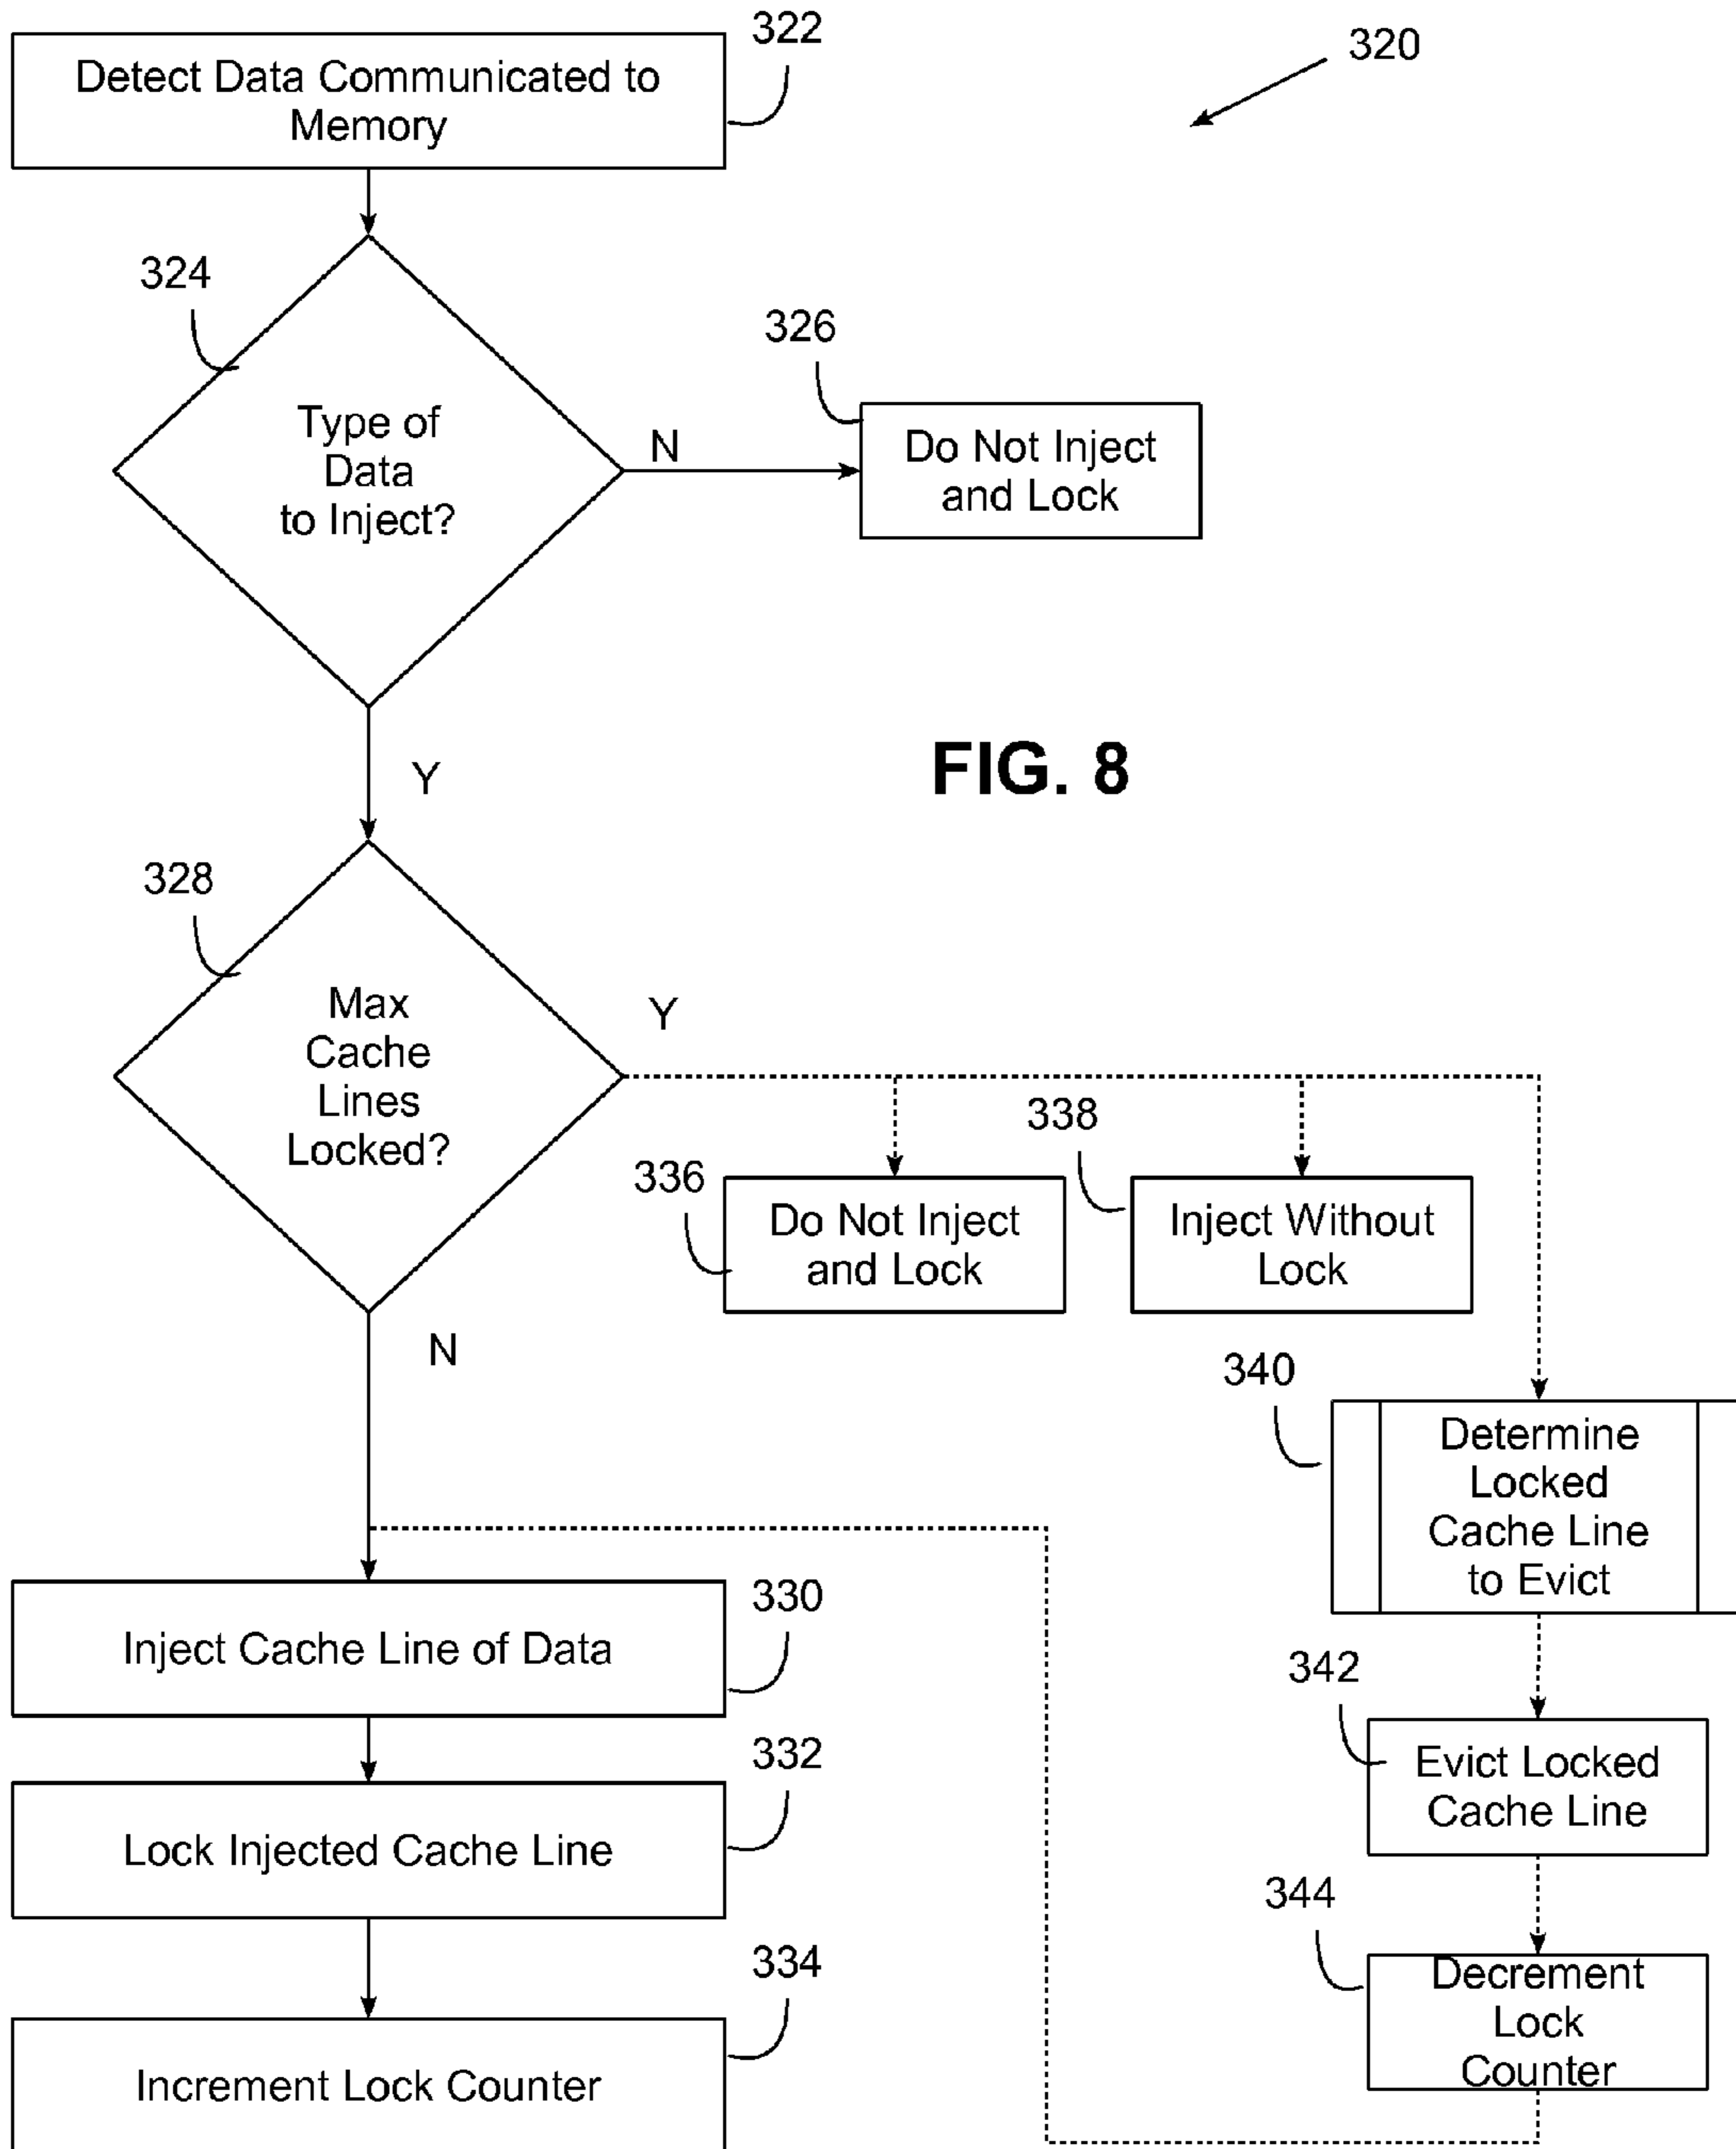 322
320
Detect Data Communicated to
Memory
324
326
Type of
Data
to Inject?
N
Do Not Inject
and Lock
Y
FIG. 8
328
Max
Cache
Lines
Locked?
Y
338
336
Do Not Inject
and Lock
Inject Without
Lock
N
340
Determine
Locked
Cache Line
to Evict
330
Inject Cache Line of Data
342
332
Evict Locked
Cache Line
Lock Injected Cache Line
344
334
Decrement
Lock
Counter
Increment Lock Counter